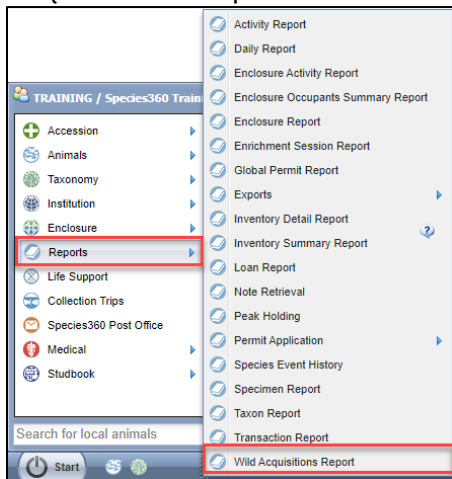 TRAINING / Species360 Train
Accession
Animals
Taxonomy
Institution
Enclosure
Reports
Life Support
Collection Trips
Species360 Post Office
Medical
Studbook
Search for local animals
Start
Activity Report
Daily Report
Enclosure Activity Report
Enclosure Occupants Summary Report
Enclosure Report
Enrichment Session Report
Global Permit Report
Exports
Inventory Detail Report
Inventory Summary Report
Loan Report
Note Retrieval
Peak Holding
Permit Application
Species Event History
Specimen Report
Taxon Report
Transaction Report
Wild Acquisitions Report